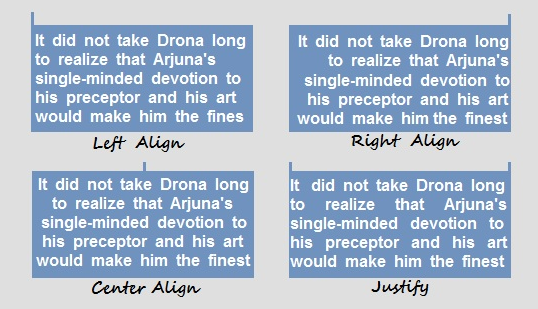 It did not take Drona long
to realize that Arjuna's
single-minded devotion to
his preceptor and his art
would make him the fines
Left Align
It did not take Drona long
to realize that Arjuna's
single-minded devotion to
his preceptor and his art
would make him the finest
Right Align
It did not take Drona long
to realize that Arjuna's
single-minded devotion to
his preceptor and his art
would make him the finest
Center Align
It did not take Drona long
to realize that Arjuna's
single-minded devotion to
his preceptor and his art
would make him the finest
Justify